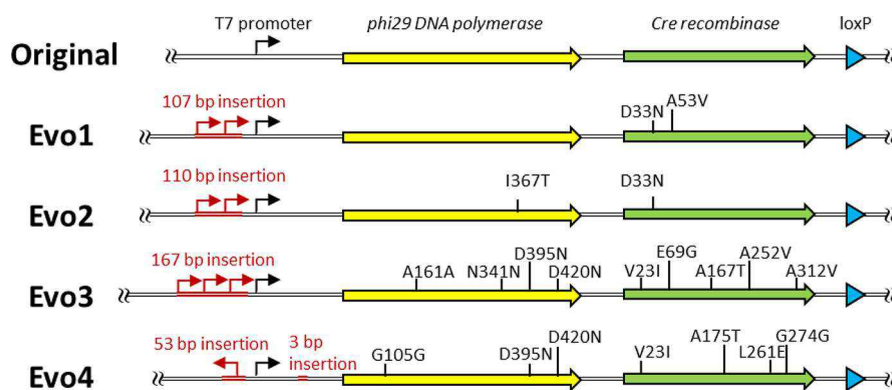 T7 promoter phi29 DNA polymerase Cre recombinase loxP
Original
107 bp insertion
D33N A53V
Evo1
110 bp insertion
I367T D33N
Evo2
167 bp insertion
D395N E69G A252V
A161A N341N D420N V23I A167T A312V
Evo3
53 bp insertion 3 bp insertion
D420N A175T G274G
G105G D395N V23I L261E
Evo4